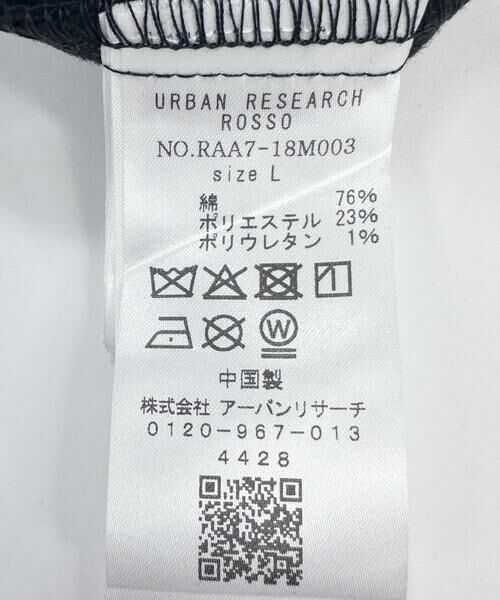 URBAN RESEARCH
ROSSO
NO.RAA7-18M003
size L
綿 76%
ポリエステル 23%
ポリウレタン 1%
W
中国製
株式会社 アーバンリサーチ
0120-967-013
4428